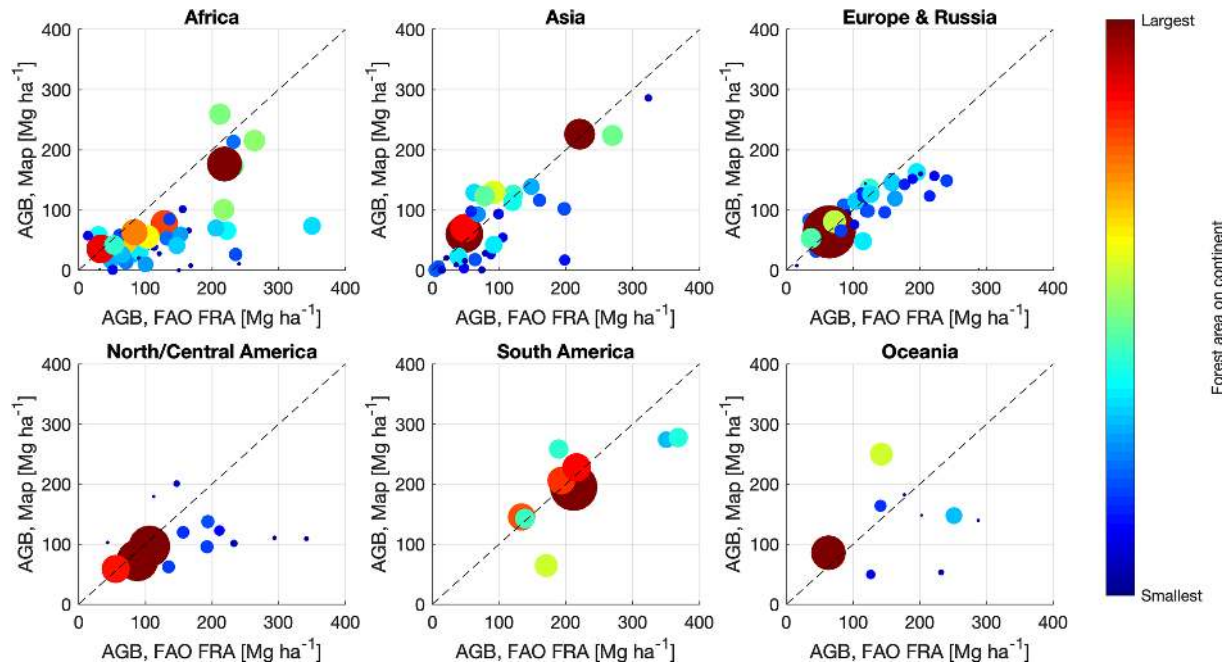 Africa
Asia
Europe & Russia
400
300
200
100
0
AGB, Map [Mg ha⁻¹]
0 100 200 300 400
AGB, FAO FRA [Mg ha⁻¹]
400
300
200
100
0
AGB, Map [Mg ha⁻¹]
0 100 200 300 400
AGB, FAO FRA [Mg ha⁻¹]
400
300
200
100
0
AGB, Map [Mg ha⁻¹]
0 100 200 300 400
AGB, FAO FRA [Mg ha⁻¹]
North/Central America
South America
Oceania
400
300
200
100
0
AGB, Map [Mg ha⁻¹]
0 100 200 300 400
AGB, FAO FRA [Mg ha⁻¹]
400
300
200
100
0
AGB, Map [Mg ha⁻¹]
0 100 200 300 400
AGB, FAO FRA [Mg ha⁻¹]
400
300
200
100
0
AGB, Map [Mg ha⁻¹]
0 100 200 300 400
AGB, FAO FRA [Mg ha⁻¹]
Largest
Smallest
Forest area on continent